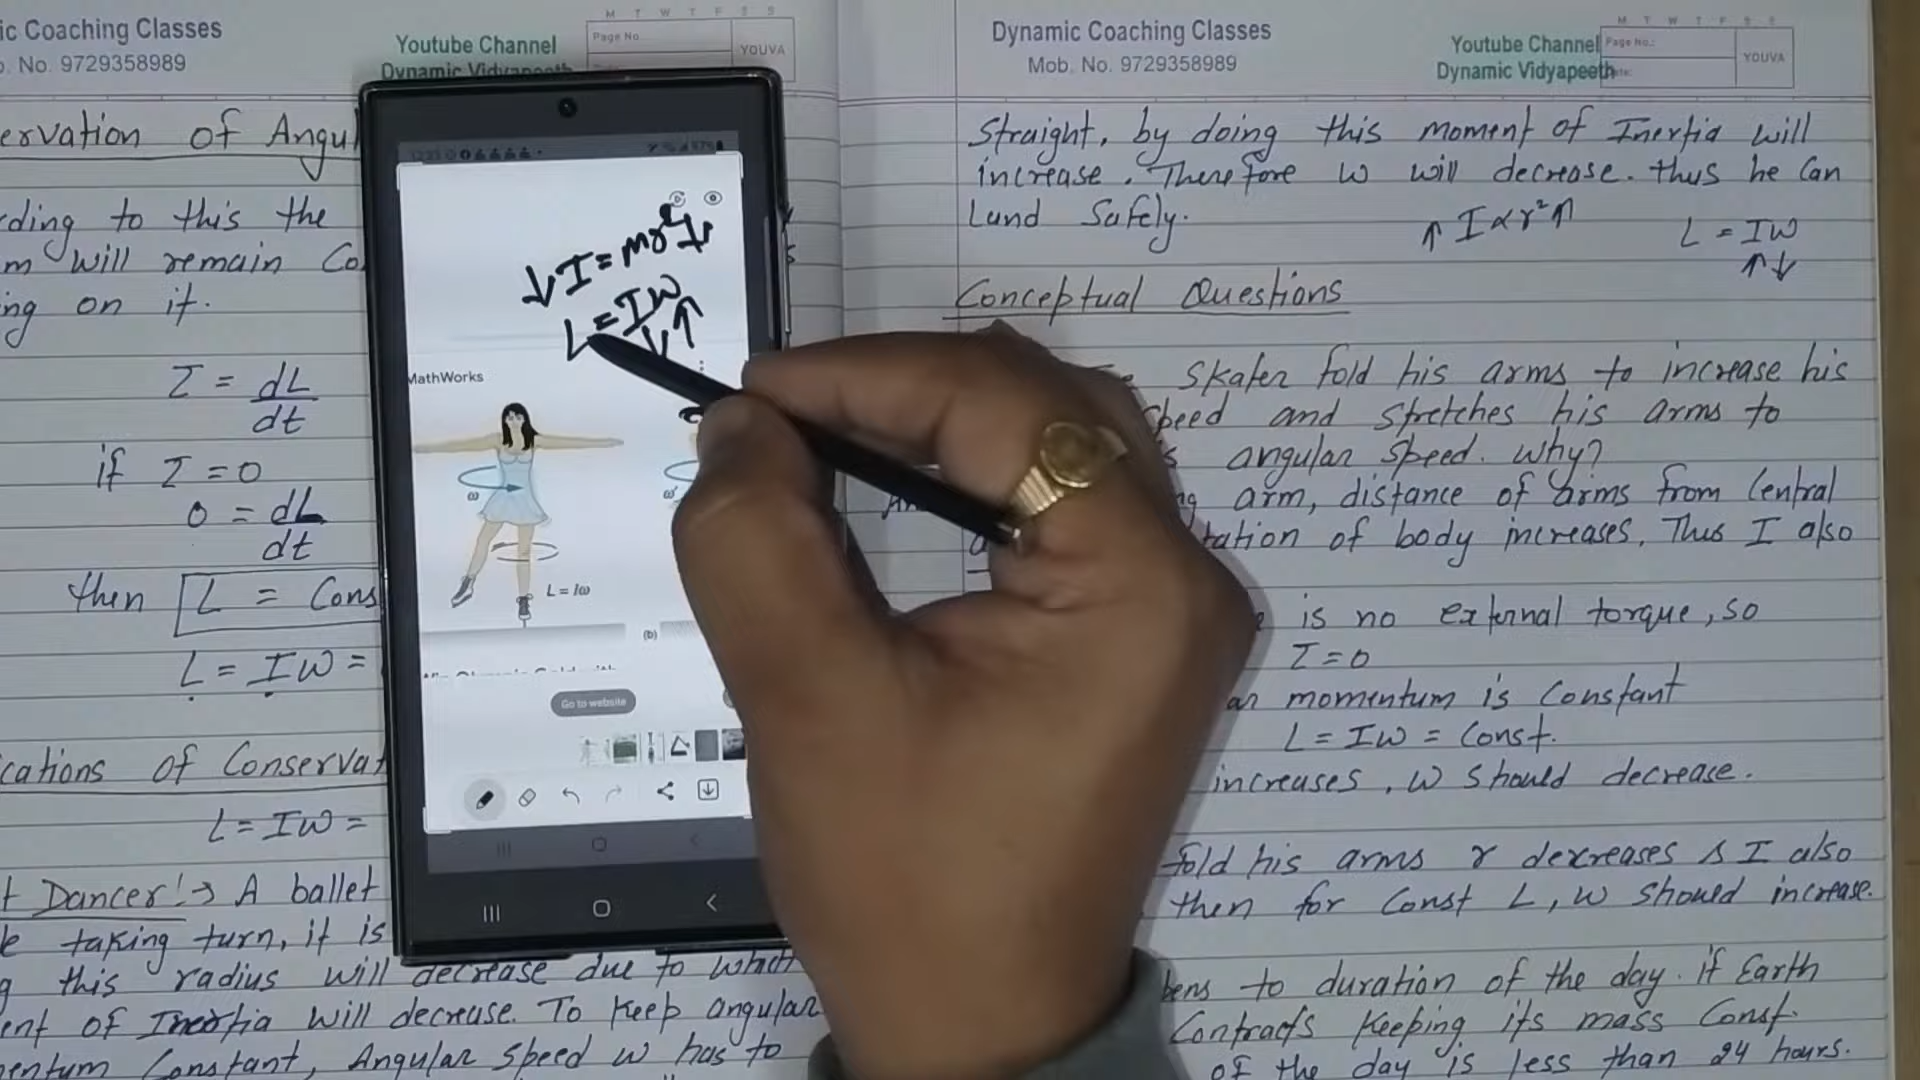 ic Coaching Classes
o. No. 9729358989
Youtube Channel
Dynamic Vidyapeeth
M T W T F S S
Page No.
YOUVA
ervation of Angul
rding to this the
m will remain Co
ing on it.
τ = dL
dt
if τ = 0
0 = dL
dt
then L = Cons
L = Iω =
cations of Conservat
L = Iω =
t Dancer :→ A ballet
e taking turn, it is
g this radius will decrease due to which
ent of Inertia will decrease. To keep angular
mentum Constant, Angular speed ω has to
↓ I = mr²↓
L = Iω
↓ ↑
MathWorks
ω
ω'
L = Iω
(b)
Go to website
Dynamic Coaching Classes
Mob. No. 9729358989
Youtube Channel
Dynamic Vidyapeeth
M T W T F S S
Page No.:
Date:
YOUVA
Straight, by doing this moment of Inertia will
increase. Therefore ω will decrease. thus he Can
Land Safely.
↑ I ∝ r² ↑
L = Iω
↑ ↓
Conceptual Questions
Skater fold his arms to increase his
peed and stretches his arms to
s angular speed. Why?
ng arm, distance of arms from Central
tation of body increases. Thus I also
is no external torque, so
τ = 0
ar momentum is Constant
L = Iω = Const.
increases, ω should decrease.
fold his arms r decreases & I also
then for Const L, ω should increase.
pens to duration of the day. if Earth
Contracts Keeping its mass Const.
of the day is less than 24 hours.